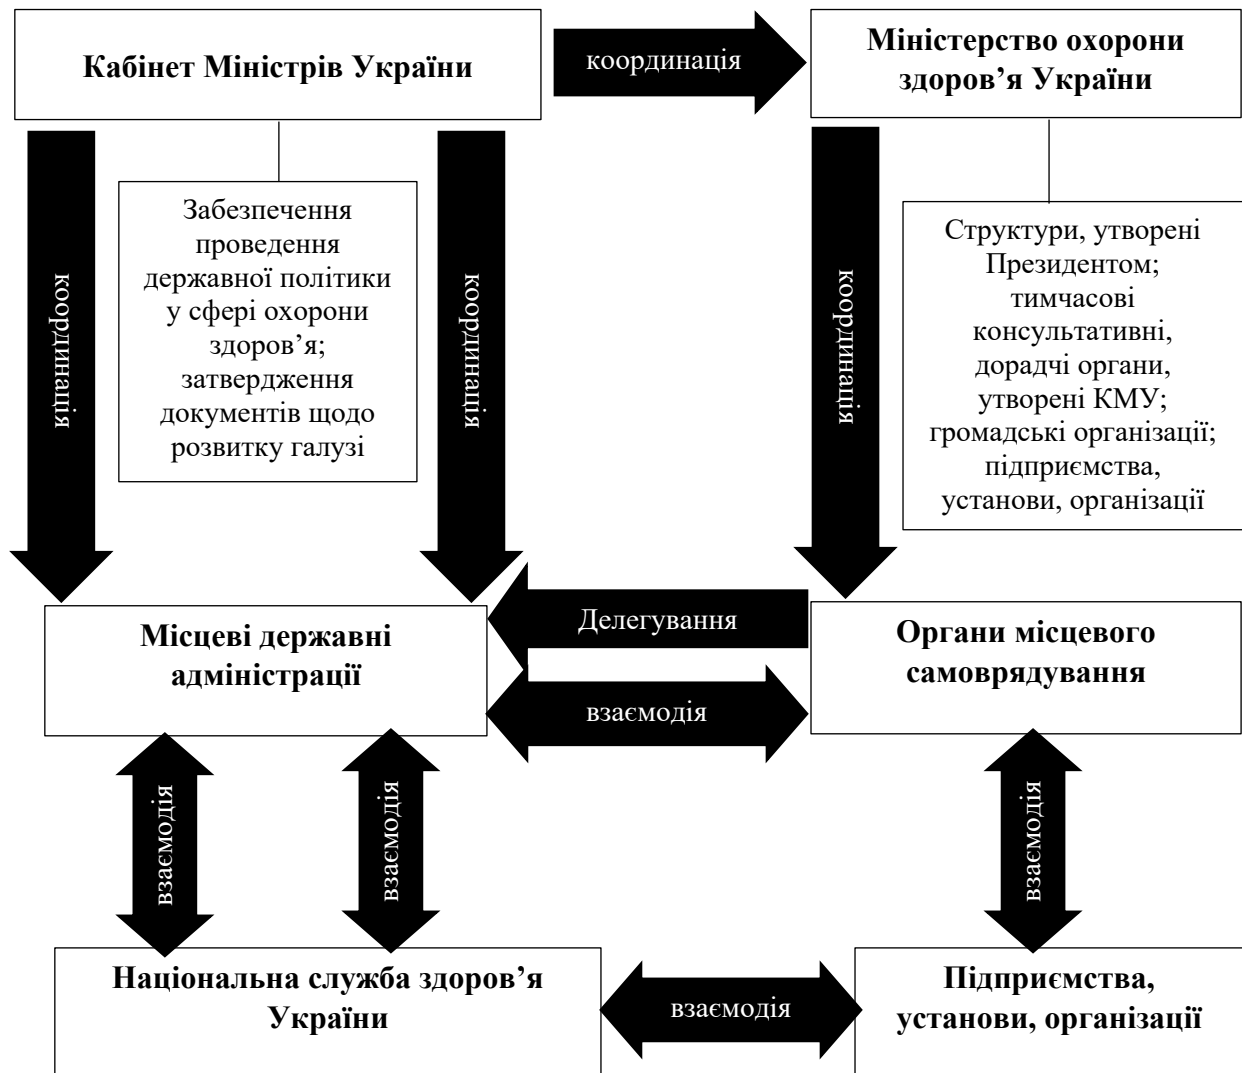 Кабінет Міністрів України
координація
Міністерство охорони
здоров’я України
координація
Забезпечення
проведення
державної політики
у сфері охорони
здоров’я;
затвердження
документів щодо
розвитку галузі
координація
координація
Структури, утворені
Президентом;
тимчасові
консультативні,
дорадчі органи,
утворені КМУ;
громадські організації;
підприємства,
установи, організації
Місцеві державні
адміністрації
Делегування
взаємодія
Органи місцевого
самоврядування
взаємодія
взаємодія
взаємодія
Національна служба здоров’я
України
взаємодія
Підприємства,
установи, організації